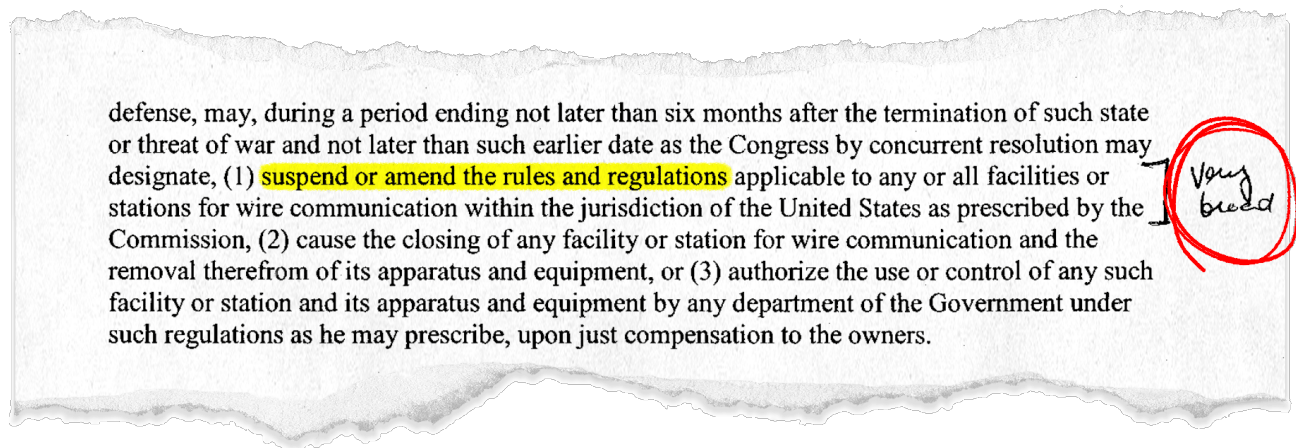 defense, may, during a period ending not later than six months after the termination of such state
or threat of war and not later than such earlier date as the Congress by concurrent resolution may
designate, (1) suspend or amend the rules and regulations applicable to any or all facilities or
stations for wire communication within the jurisdiction of the United States as prescribed by the
Commission, (2) cause the closing of any facility or station for wire communication and the
removal therefrom of its apparatus and equipment, or (3) authorize the use or control of any such
facility or station and its apparatus and equipment by any department of the Government under
such regulations as he may prescribe, upon just compensation to the owners.
Very
broad